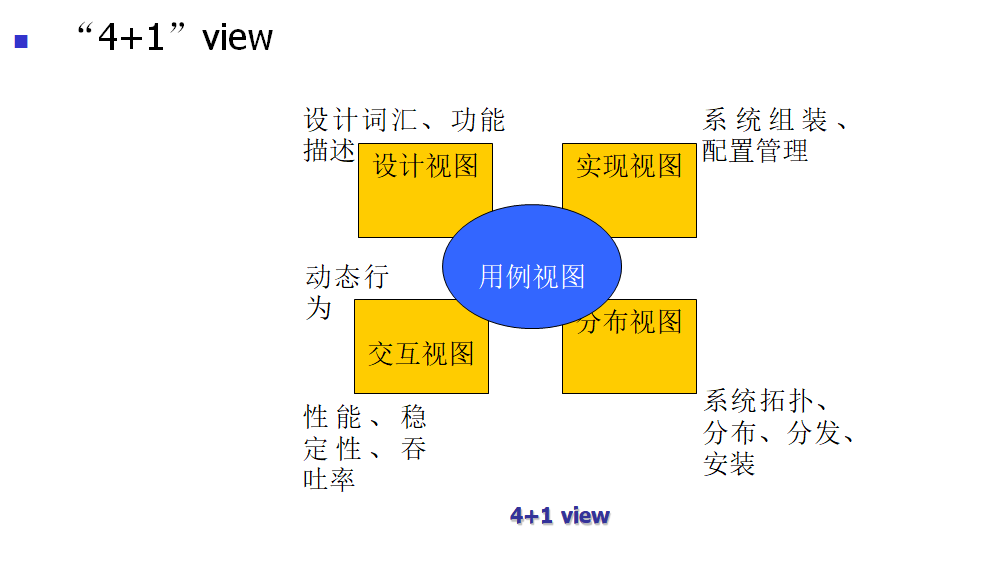 “4+1” view
设计词汇、功能
描述
设计视图
系统组装、
配置管理
实现视图
用例视图
动态行
为
交互视图
分布视图
性能、稳
定性、吞
吐率
系统拓扑、
分布、分发、
安装
4+1 view